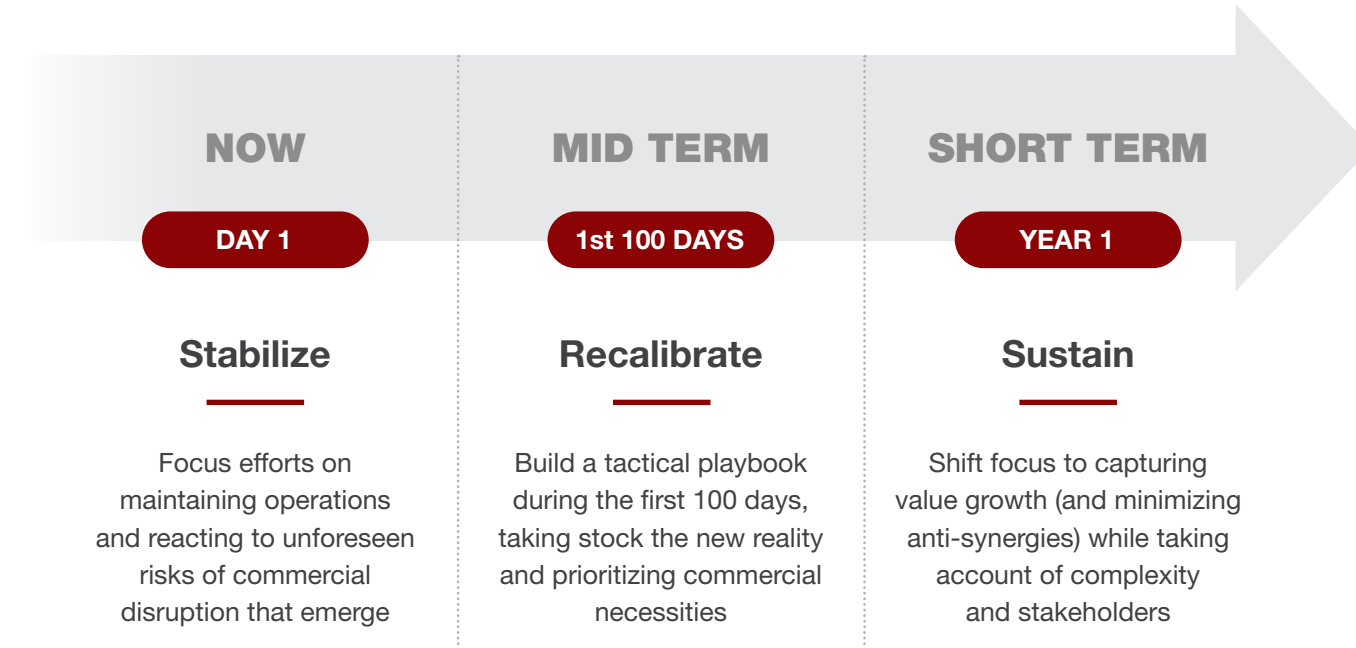 NOW
DAY 1
Stabilize
Focus efforts on
maintaining operations
and reacting to unforeseen
risks of commercial
disruption that emerge
MID TERM
1st 100 DAYS
Recalibrate
Build a tactical playbook
during the first 100 days,
taking stock the new reality
and prioritizing commercial
necessities
SHORT TERM
YEAR 1
Sustain
Shift focus to capturing
value growth (and minimizing
anti-synergies) while taking
account of complexity
and stakeholders